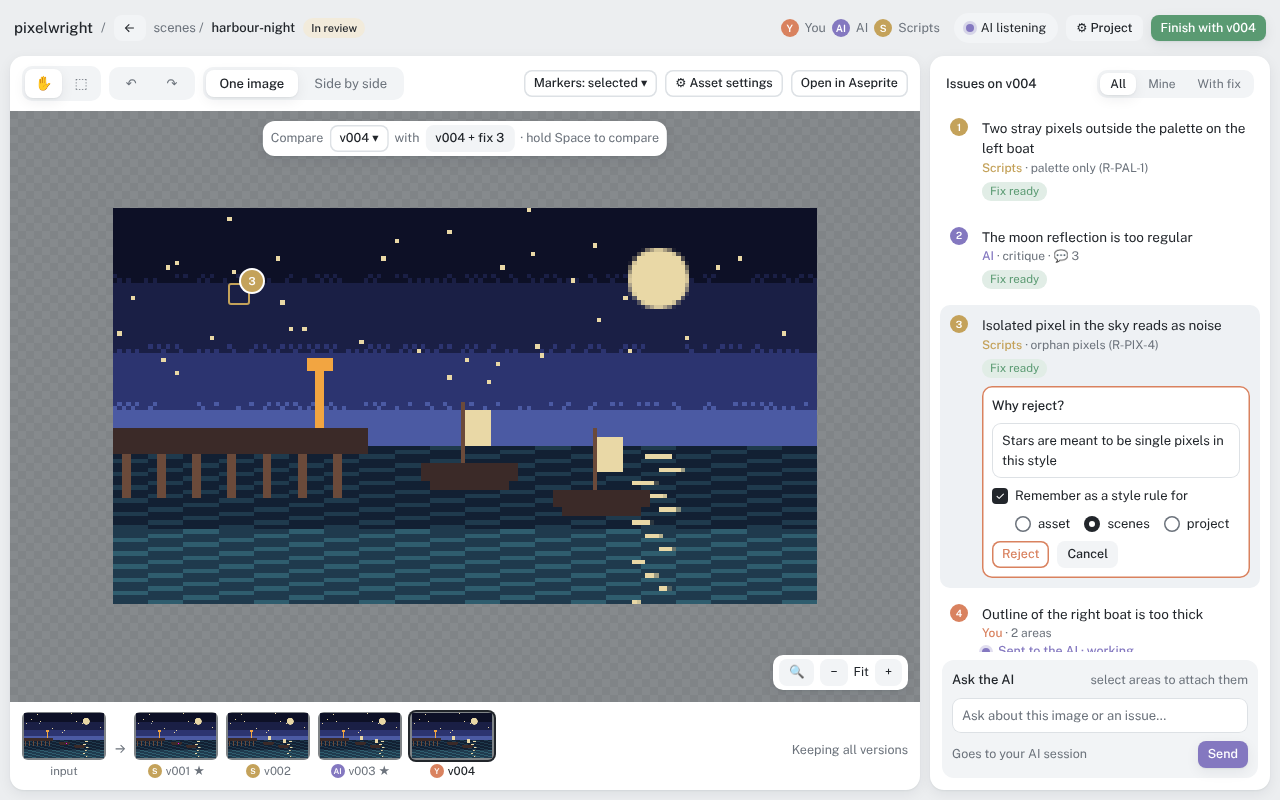 pixelwright / ← scenes / harbour-night In review
Y You AI AI S Scripts AI listening ⚙ Project Finish with v004
One image Side by side
Markers: selected ▾ ⚙ Asset settings Open in Aseprite
Compare v004 ▾ with v004 + fix 3 · hold Space to compare
3
− Fit +
input → S v001 ★ S v002 AI v003 ★ Y v004
Keeping all versions
Issues on v004 All Mine With fix
1 Two stray pixels outside the palette on the
left boat
Scripts · palette only (R-PAL-1)
Fix ready
2 The moon reflection is too regular
AI · critique · 💬 3
Fix ready
3 Isolated pixel in the sky reads as noise
Scripts · orphan pixels (R-PIX-4)
Fix ready
Why reject?
Stars are meant to be single pixels in
this style
Remember as a style rule for
asset scenes project
Reject Cancel
4 Outline of the right boat is too thick
You · 2 areas
Sent to the AI · working
Ask the AI select areas to attach them
Ask about this image or an issue...
Goes to your AI session Send